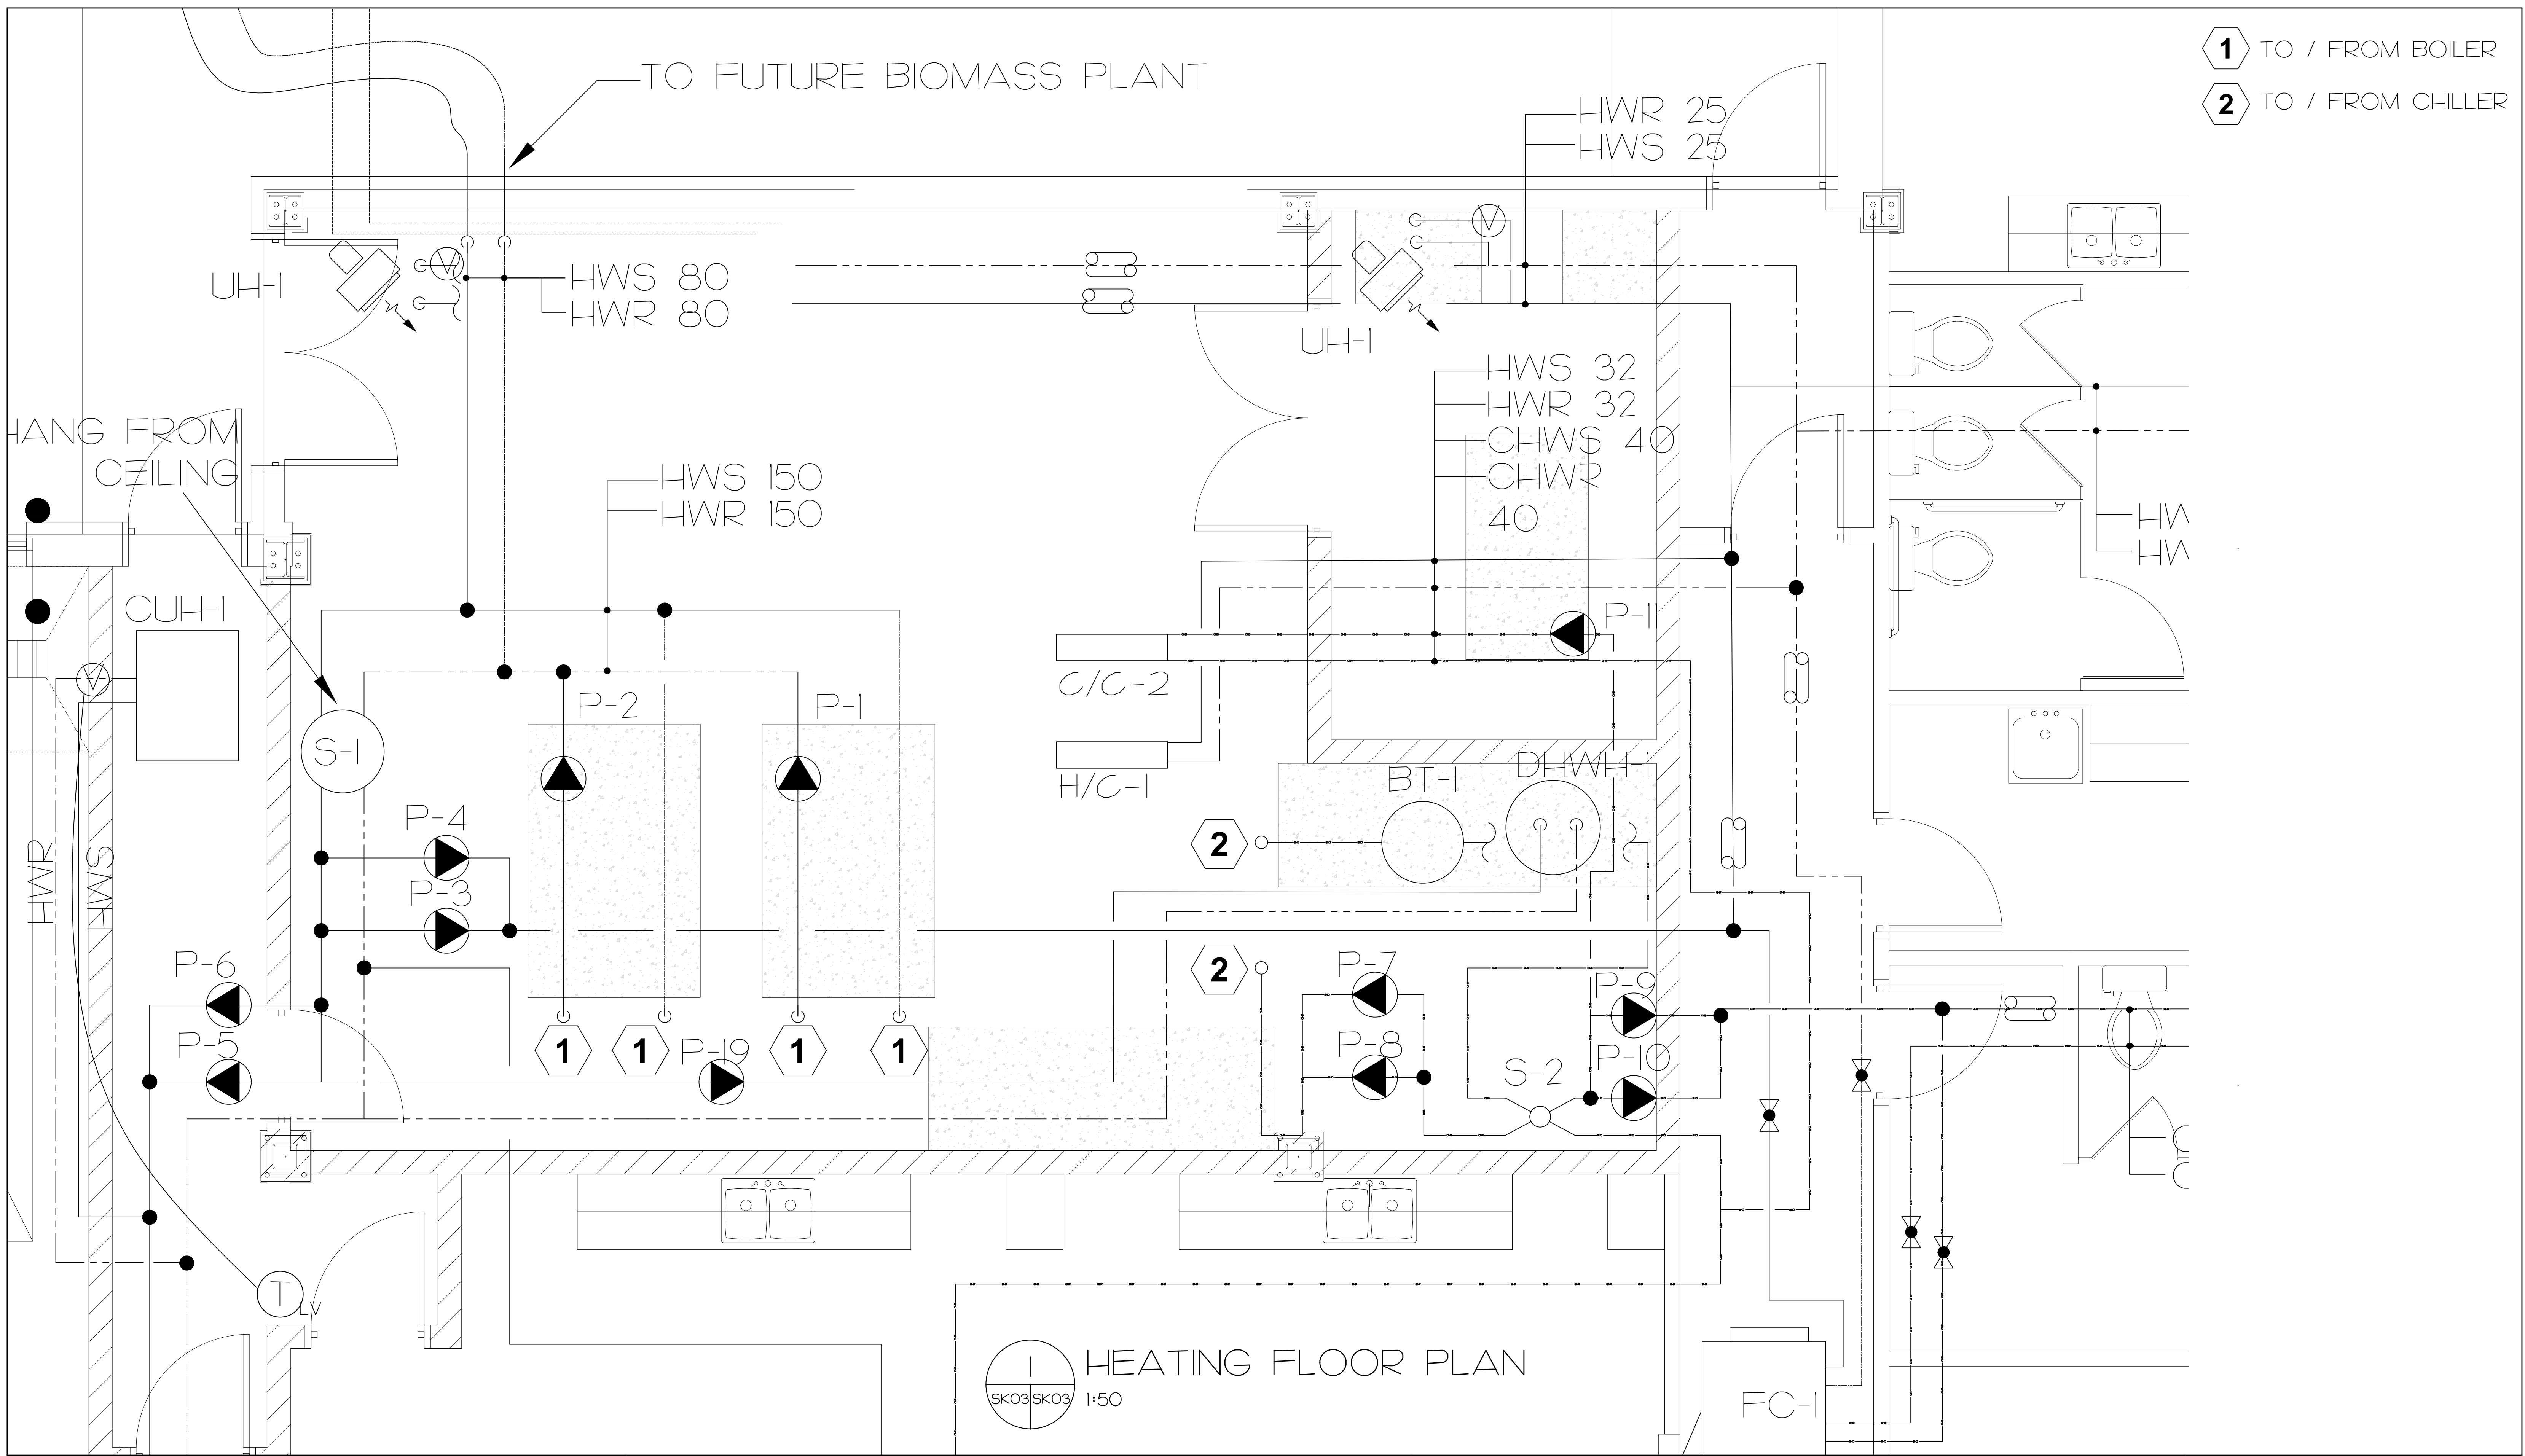 1 TO / FROM BOILER
2 TO / FROM CHILLER
TO FUTURE BIOMASS PLANT
HWR 25
HWS 25
UH-1
V
HWS 80
HWR 80
V
UH-1
HWS 32
HWR 32
CHWS 40
CHWR
40
HANG FROM
CEILING
HWS 150
HWR 150
HW
HW
CUH-1
V
P-11
C/C-2
P-2
P-1
S-1
H/C-1
BT-1
DHWH-1
P-4
P-3
2
HWR
HWS
P-6
P-5
2
P-7
P-8
P-9
P-10
S-2
1
1
P-19
1
1
T
LV
1
SK03
SK03
HEATING FLOOR PLAN
1:50
FC-1